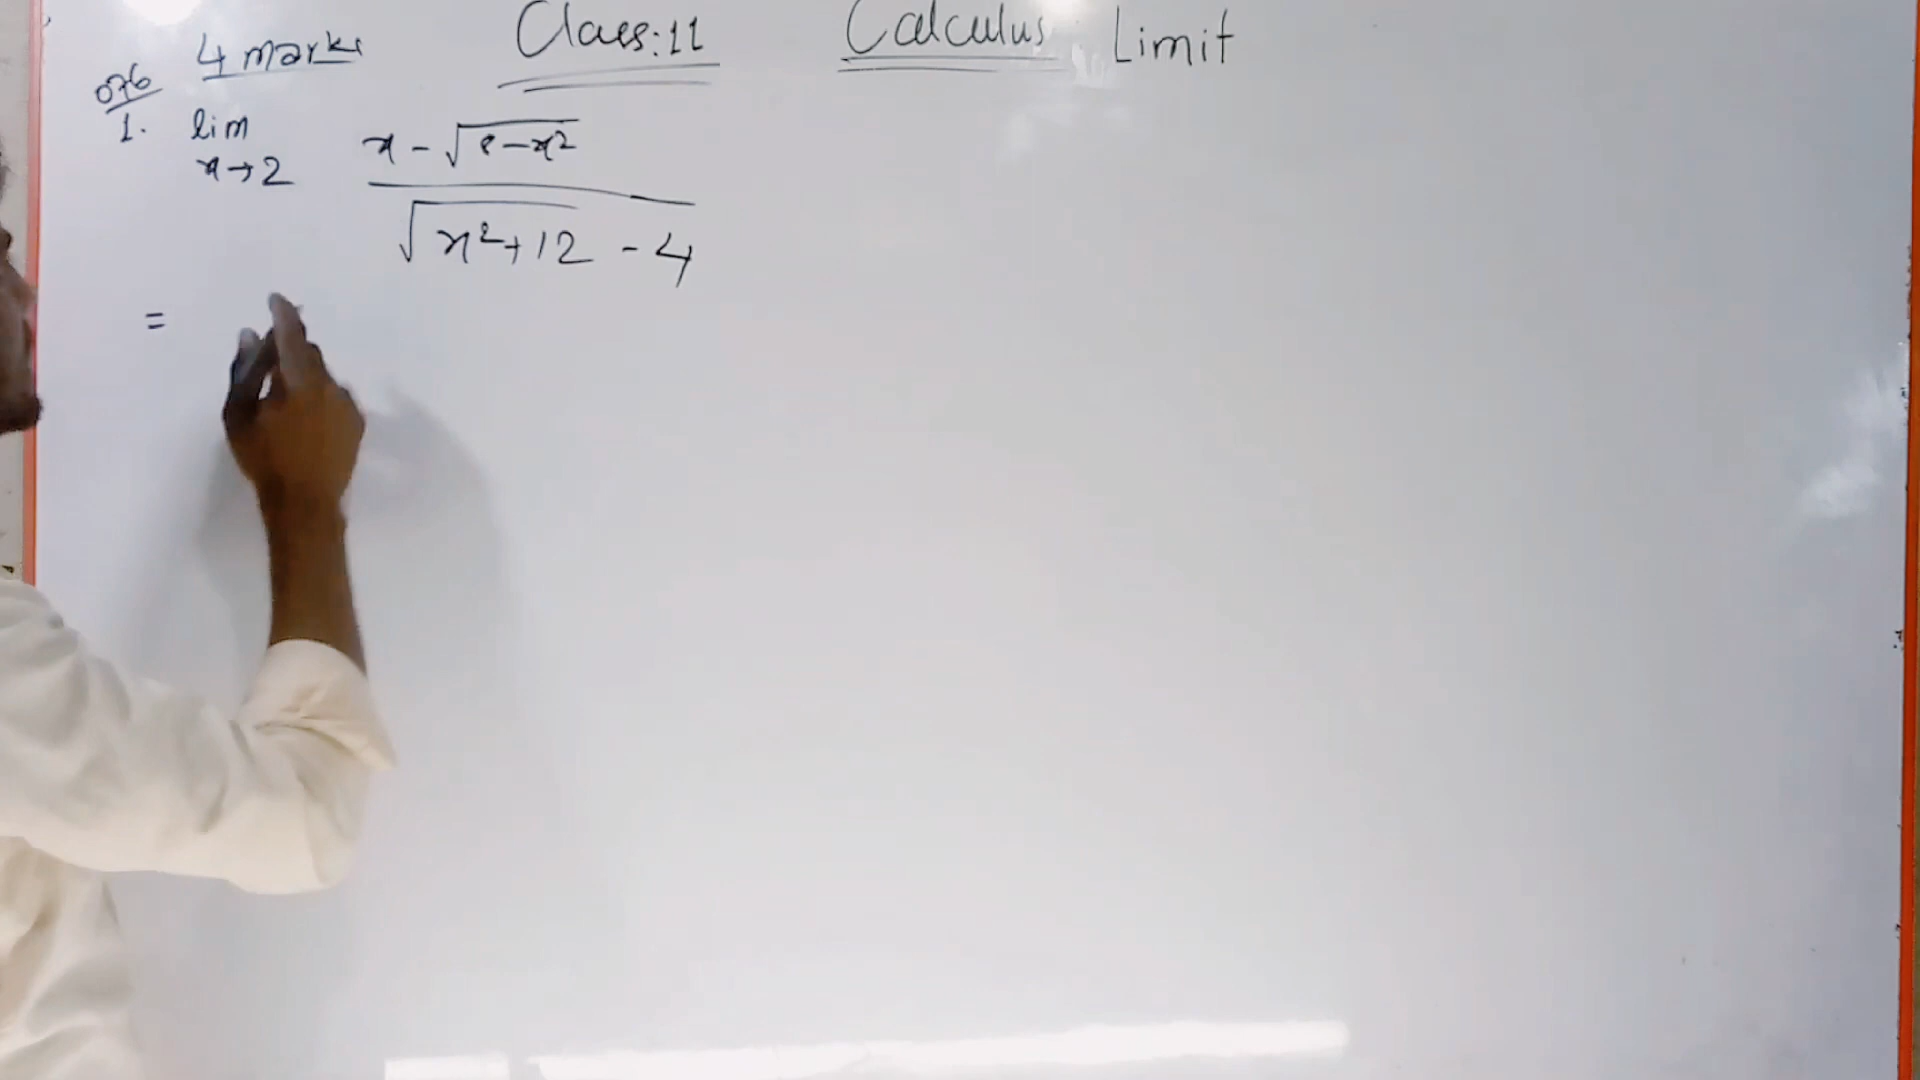 Class:11 Calculus Limit
4 marks
076
1. lim x→2 x - √8-x²
√x²+12 - 4
=